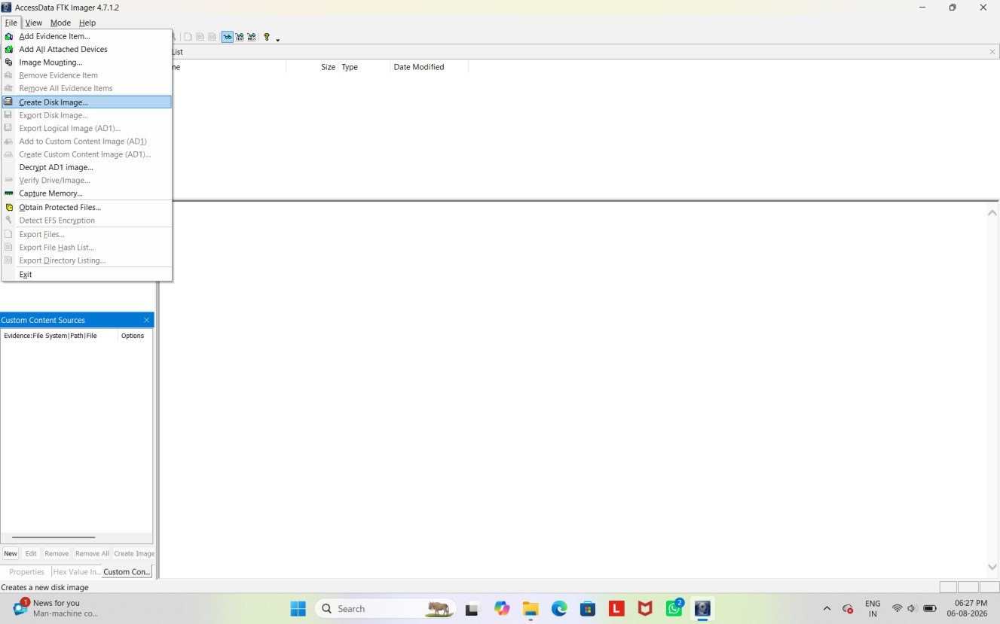 AccessData FTK Imager 4.7.1.2
File View Mode Help
Add Evidence Item...
Add All Attached Devices
Image Mounting...
Remove Evidence Item
Remove All Evidence Items
Create Disk Image...
Export Disk Image...
Export Logical Image (AD1)...
Add to Custom Content Image (AD1)
Create Custom Content Image (AD1)...
Decrypt AD1 image...
Verify Drive/Image...
Capture Memory...
Obtain Protected Files...
Detect EFS Encryption
Export Files...
Export File Hash List...
Export Directory Listing...
Exit
TEXT HEX
List
me Size Type Date Modified
Custom Content Sources
Evidence:File System|Path|File Options
New Edit Remove Remove All Create Image
Properties Hex Value In... Custom Con...
Creates a new disk image
1 News for you
Man-machine co...
Search
L
2
ENG
IN
06:27 PM
06-08-2026